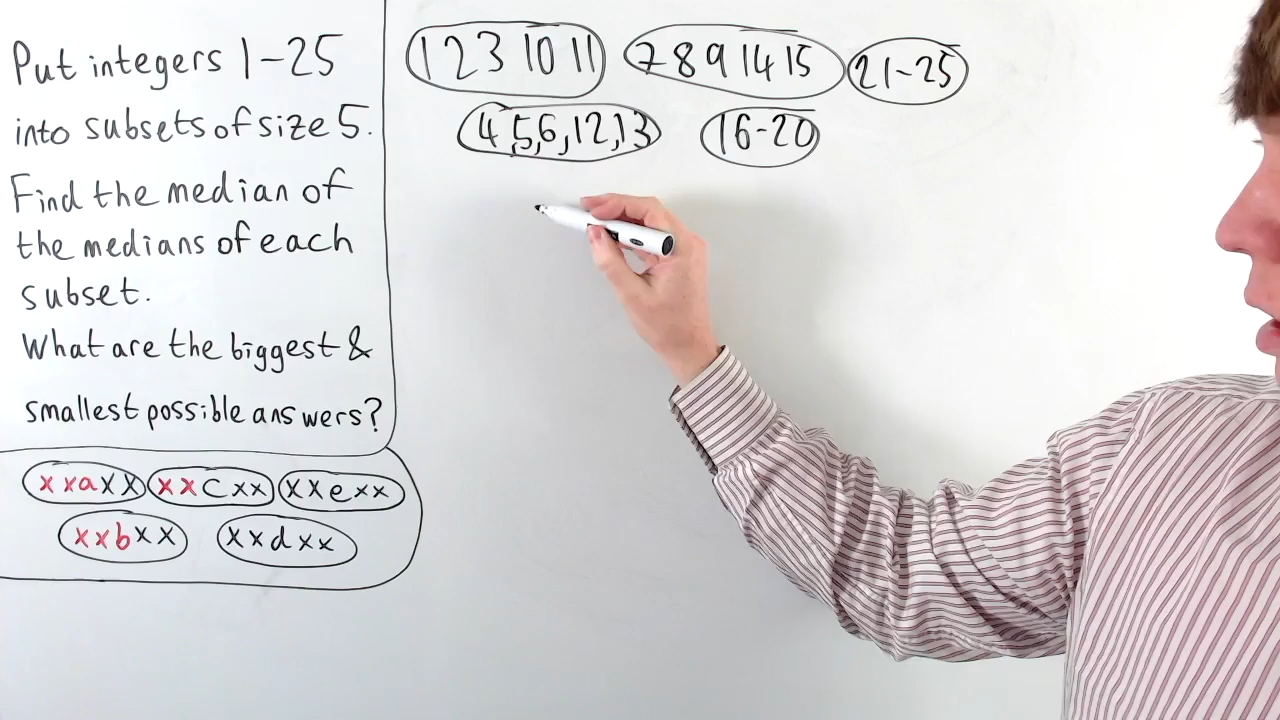 Put integers 1-25
into subsets of size 5.
Find the median of
the medians of each
subset.
What are the biggest &
smallest possible answers?
x x a x x x x c x x x x e x x
x x b x x x x d x x
1 2 3 10 11 7 8 9 14 15 21-25
4 5,6,12,13 16-20